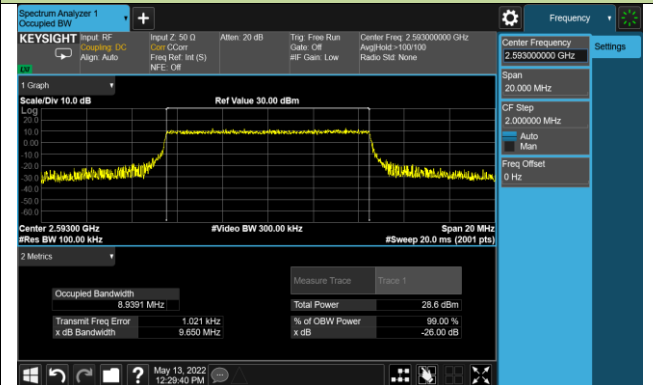 Spectrum Analyzer 1
Occupied BW
+
Frequency
KEYSIGHT
Input: RF
Coupling: DC
Align: Auto
Input Z: 50 Ω
Corr CCorr
Freq Ref: Int (S)
NFE: Off
Atten: 20 dB
Trig: Free Run
Gate: Off
#IF Gain: Low
Center Freq: 2.593000000 GHz
Avg|Hold:>100/100
Radio Std: None
Center Frequency
2.593000000 GHz
Settings
Span
20.000 MHz
CF Step
2.000000 MHz
Auto
Man
Freq Offset
0 Hz
1 Graph
Scale/Div 10.0 dB
Ref Value 30.00 dBm
Log
20.0
10.0
0.00
-10.0
-20.0
-30.0
-40.0
-50.0
-60.0
Center 2.59300 GHz
#Video BW 300.00 kHz
Span 20 MHz
#Res BW 100.00 kHz
#Sweep 20.0 ms (2001 pts)
2 Metrics
Measure Trace
Trace 1
Occupied Bandwidth
8.9391 MHz
Total Power
28.6 dBm
Transmit Freq Error
1.021 kHz
% of OBW Power
99.00 %
x dB Bandwidth
9.650 MHz
x dB
-26.00 dB
?
May 13, 2022
12:29:40 PM